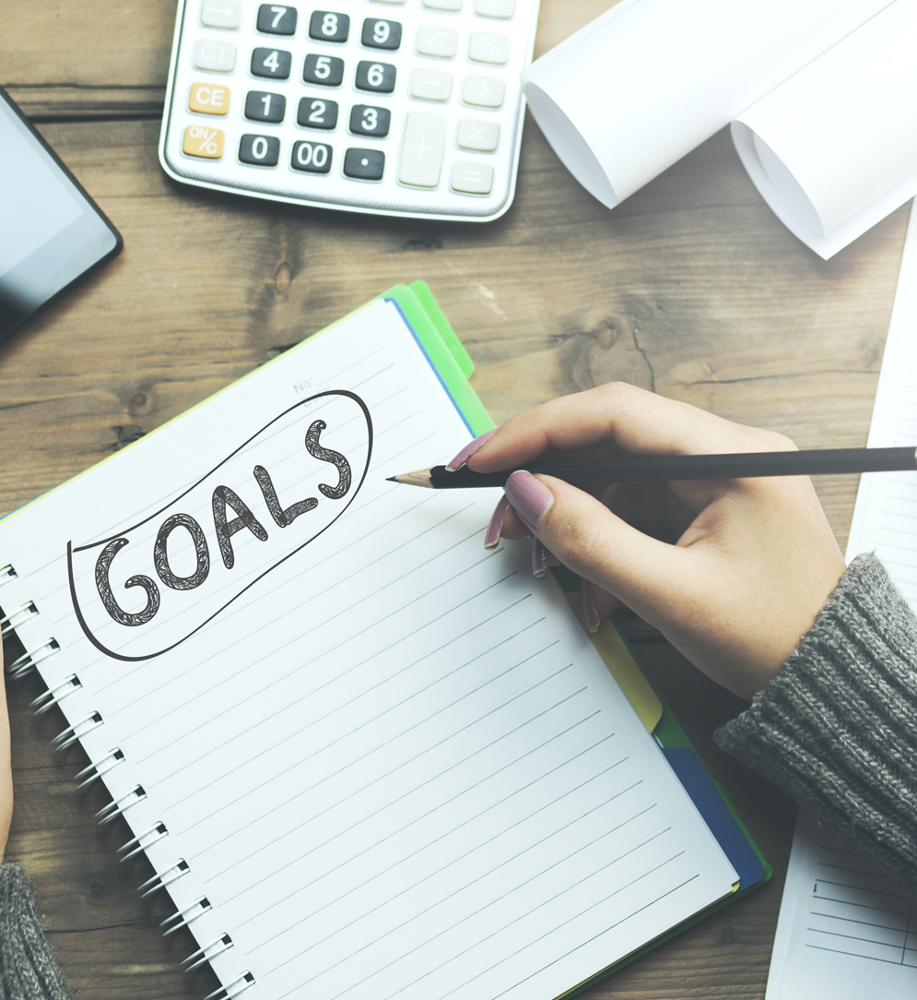 → 7 8 9 √ %
GT 4 5 6 − ÷
CE 1 2 3 + ×
ON/C 0 00 • =
No:
GOALS